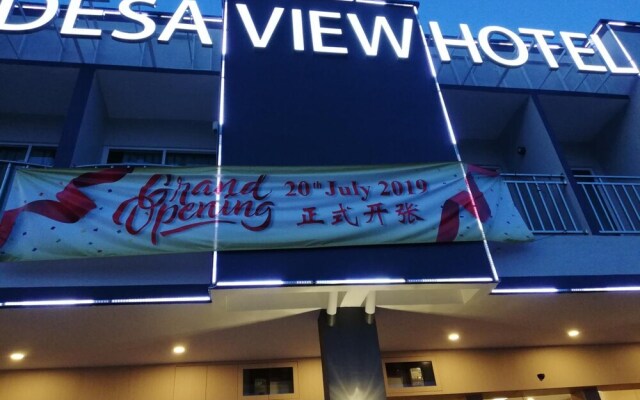 DESA VIEW HOTEL
Grand Opening
20th July 2019
正式开张